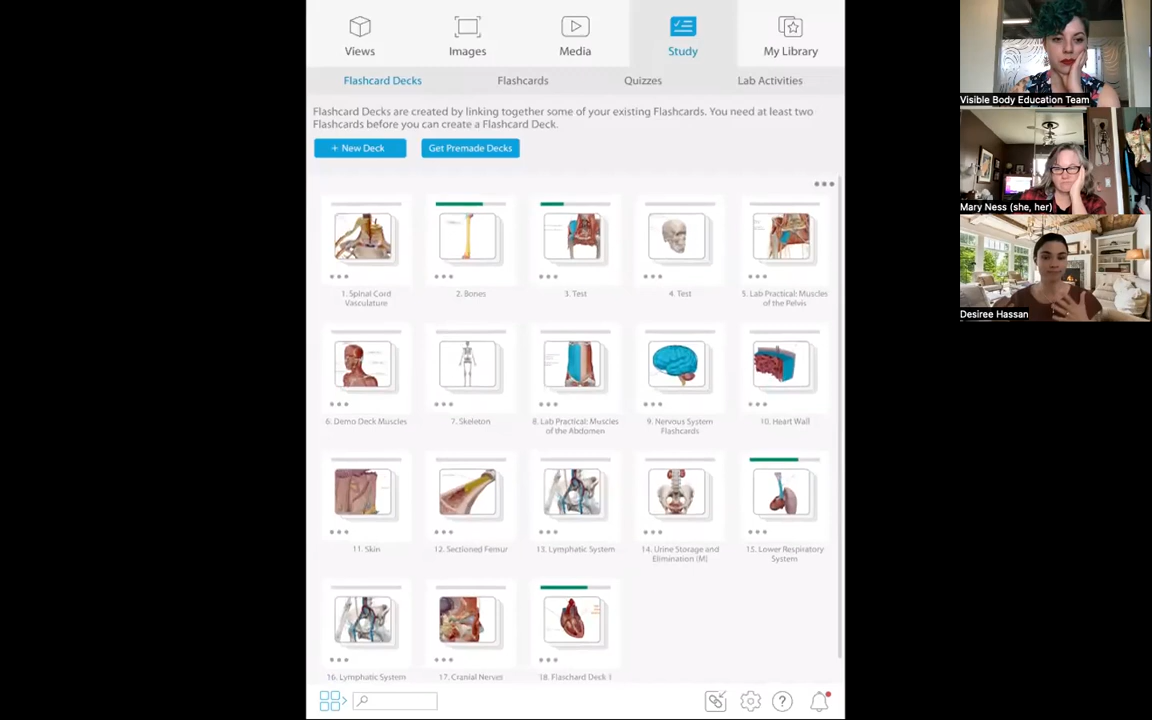 Views
Images
Media
Study
My Library
Flashcard Decks
Flashcards
Quizzes
Lab Activities
Flashcard Decks are created by linking together some of your existing Flashcards. You need at least two
Flashcards before you can create a Flashcard Deck.
+ New Deck
Get Premade Decks
1. Spinal Cord
Vasculature
2. Bones
3. Test
4. Test
5. Lab Practical: Muscles
of the Pelvis
6. Demo Deck Muscles
7. Skeleton
8. Lab Practical: Muscles
of the Abdomen
9. Nervous System
Flashcards
10. Heart Wall
11. Skin
12. Sectioned Femur
13. Lymphatic System
14. Urine Storage and
Elimination (M)
15. Lower Respiratory
System
16. Lymphatic System
17. Cranial Nerves
Visible Body Education Team
Mary Ness (she, her)
Desiree Hassan